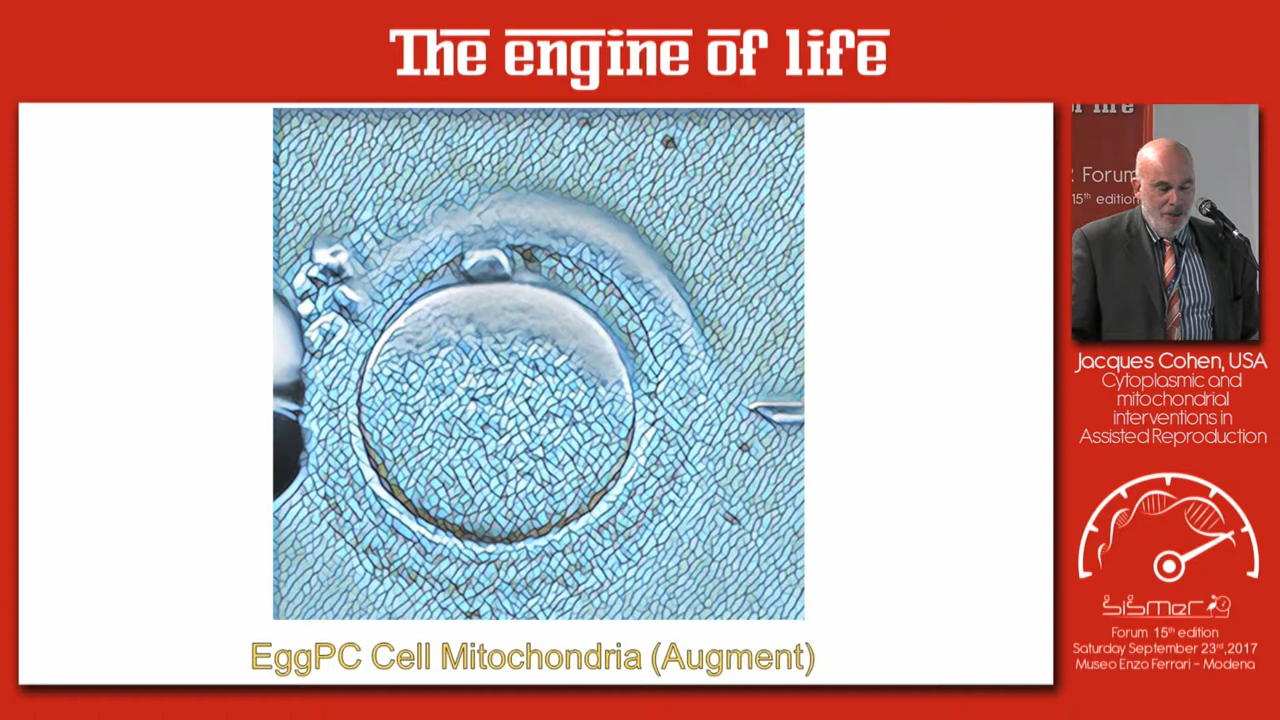 The engine of life
EggPC Cell Mitochondria (Augment)
Forum
15th edition
Jacques Cohen, USA
Cytoplasmic and
mitochondrial
interventions in
Assisted Reproduction
SISMER
Forum 15th edition
Saturday September 23rd,2017
Museo Enzo Ferrari - Modena